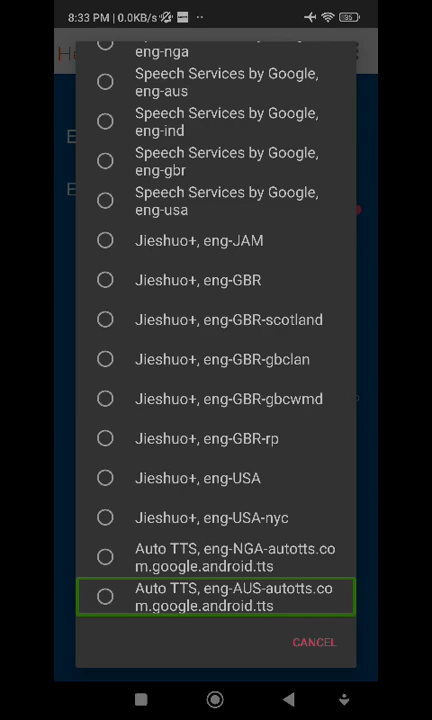 8:33 PM | 0.0KB/s
95
eng-nga
Speech Services by Google,
eng-aus
Speech Services by Google,
eng-ind
Speech Services by Google,
eng-gbr
Speech Services by Google,
eng-usa
Jieshuo+, eng-JAM
Jieshuo+, eng-GBR
Jieshuo+, eng-GBR-scotland
Jieshuo+, eng-GBR-gbclan
Jieshuo+, eng-GBR-gbcwmd
Jieshuo+, eng-GBR-rp
Jieshuo+, eng-USA
Jieshuo+, eng-USA-nyc
Auto TTS, eng-NGA-autotts.co
m.google.android.tts
Auto TTS, eng-AUS-autotts.co
m.google.android.tts
CANCEL